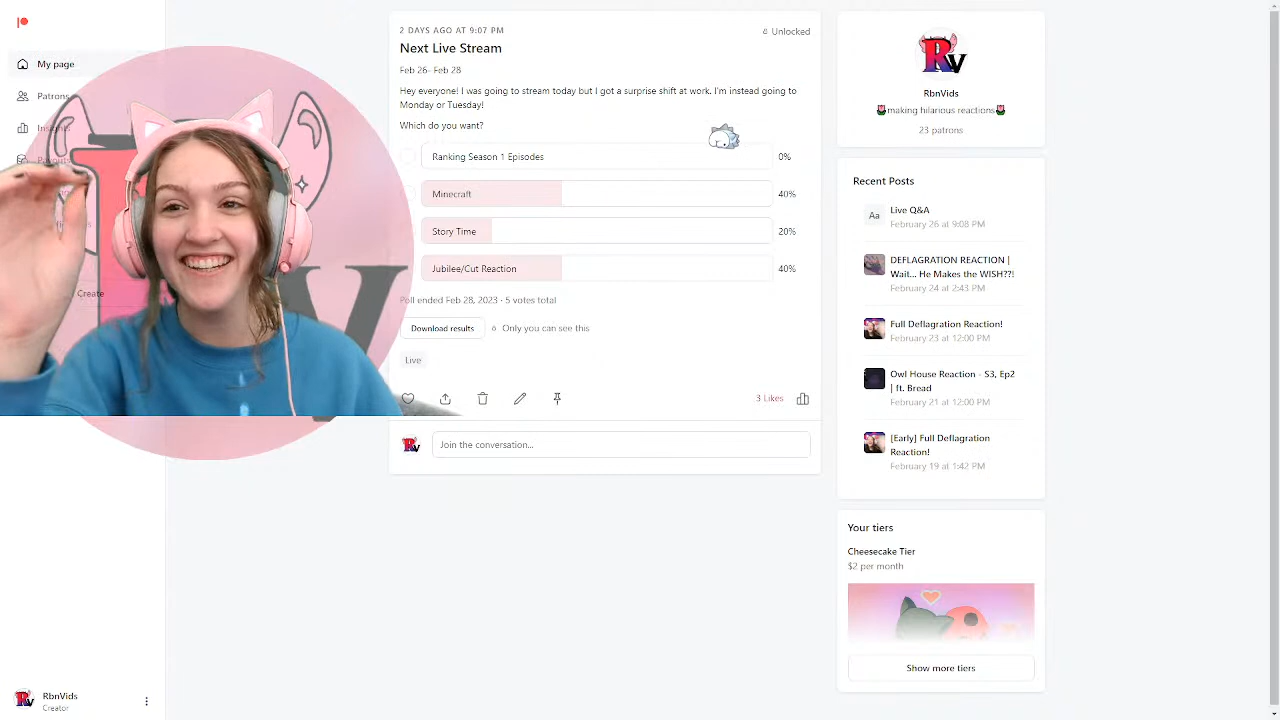 My page
Patrons
Insights
Payouts
Create
RbnVids
Creator
2 DAYS AGO AT 9:07 PM
Unlocked
Next Live Stream
Feb 26- Feb 28
Hey everyone! I was going to stream today but I got a surprise shift at work. I'm instead going to
Monday or Tuesday!
Which do you want?
Ranking Season 1 Episodes
0%
Minecraft
40%
Story Time
20%
Jubilee/Cut Reaction
40%
Poll ended Feb 28, 2023 · 5 votes total
Download results
Only you can see this
Live
3 Likes
RV
Join the conversation...
RV
RbnVids
making hilarious reactions
23 patrons
Recent Posts
Aa
Live Q&A
February 26 at 9:08 PM
DEFLAGRATION REACTION |
Wait... He Makes the WISH??!
February 24 at 2:43 PM
Full Deflagration Reaction!
February 23 at 12:00 PM
Owl House Reaction - S3, Ep2
| ft. Bread
February 21 at 12:00 PM
[Early] Full Deflagration
Reaction!
February 19 at 1:42 PM
Your tiers
Cheesecake Tier
$2 per month
Show more tiers